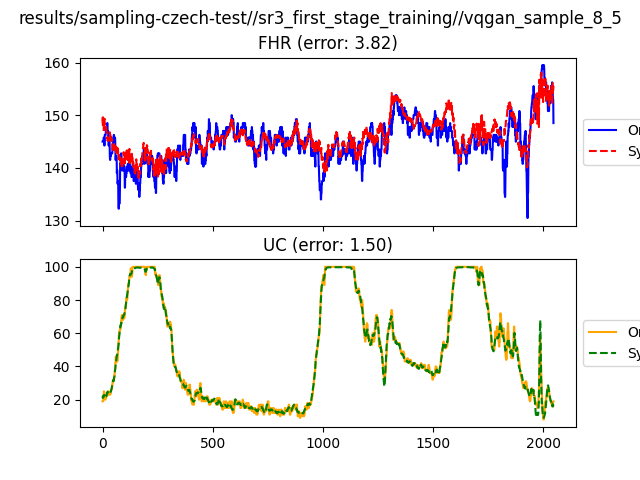 results/sampling-czech-test//sr3_first_stage_training//vqgan_sample_8_5
FHR (error: 3.82)
160
150
140
130
Or
Sy
UC (error: 1.50)
100
80
60
40
20
Or
Sy
0
500
1000
1500
2000